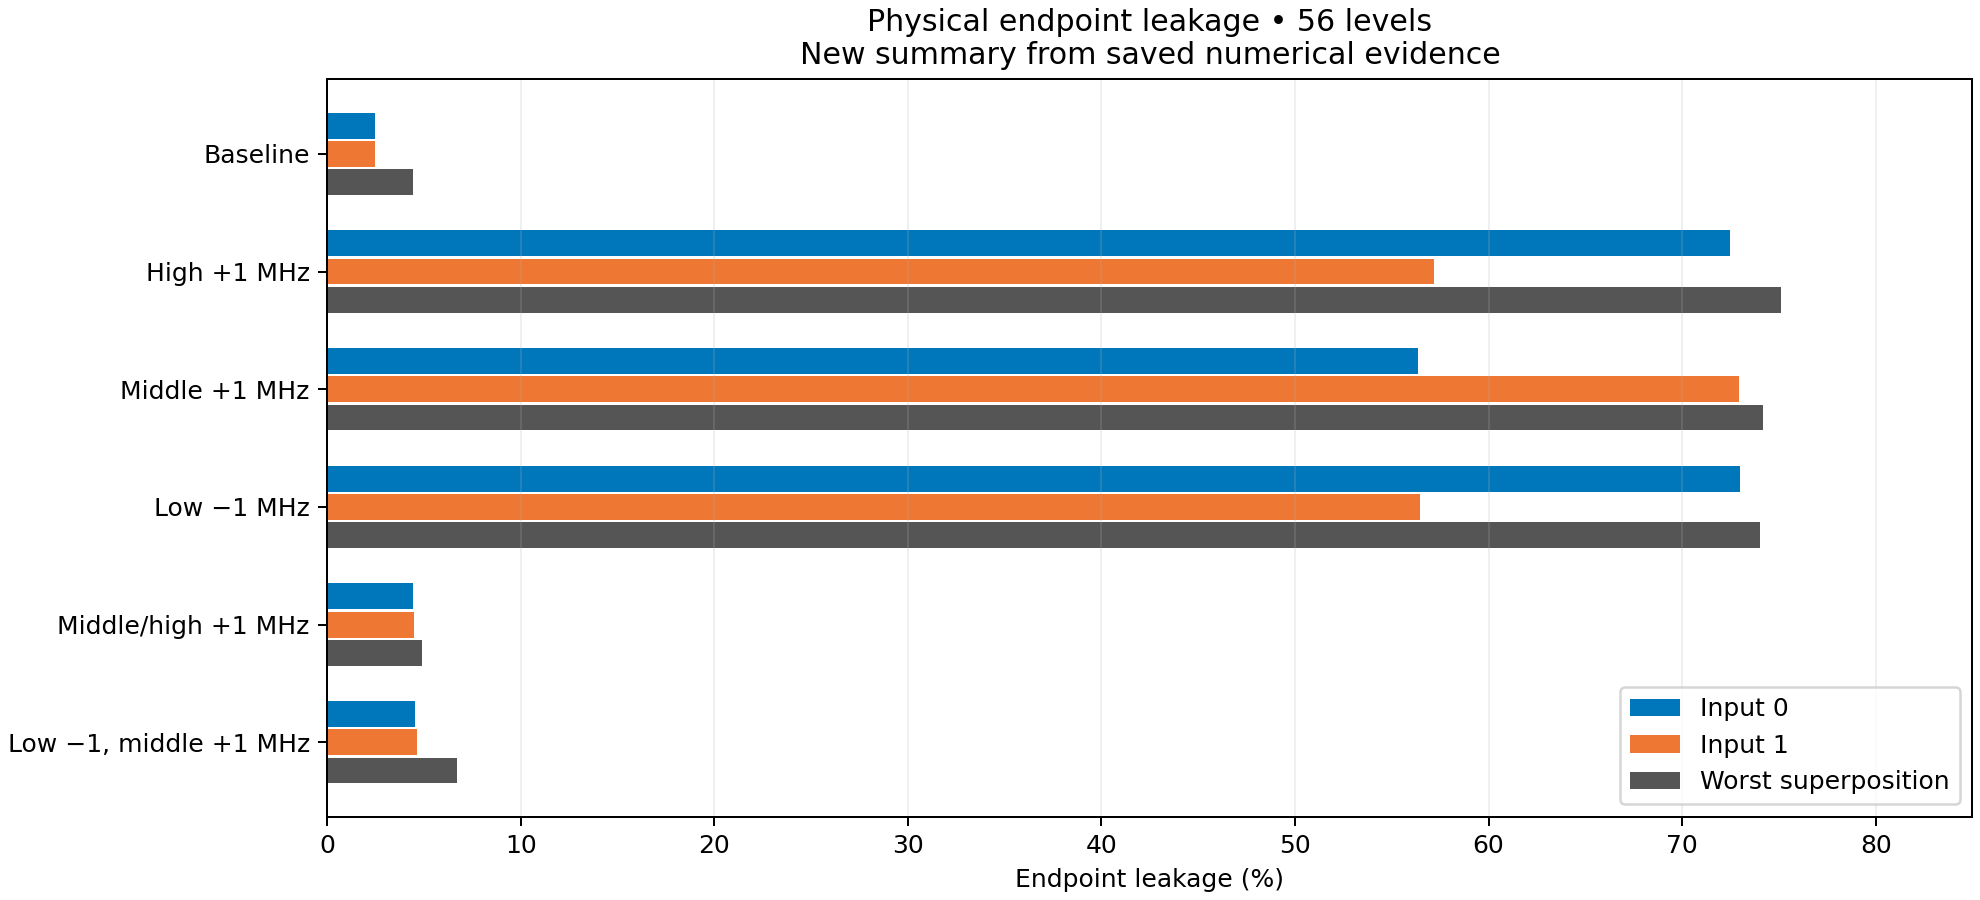 Physical endpoint leakage • 56 levels
New summary from saved numerical evidence
Baseline
High +1 MHz
Middle +1 MHz
Low −1 MHz
Middle/high +1 MHz
Low −1, middle +1 MHz
Input 0
Input 1
Worst superposition
0 10 20 30 40 50 60 70 80
Endpoint leakage (%)